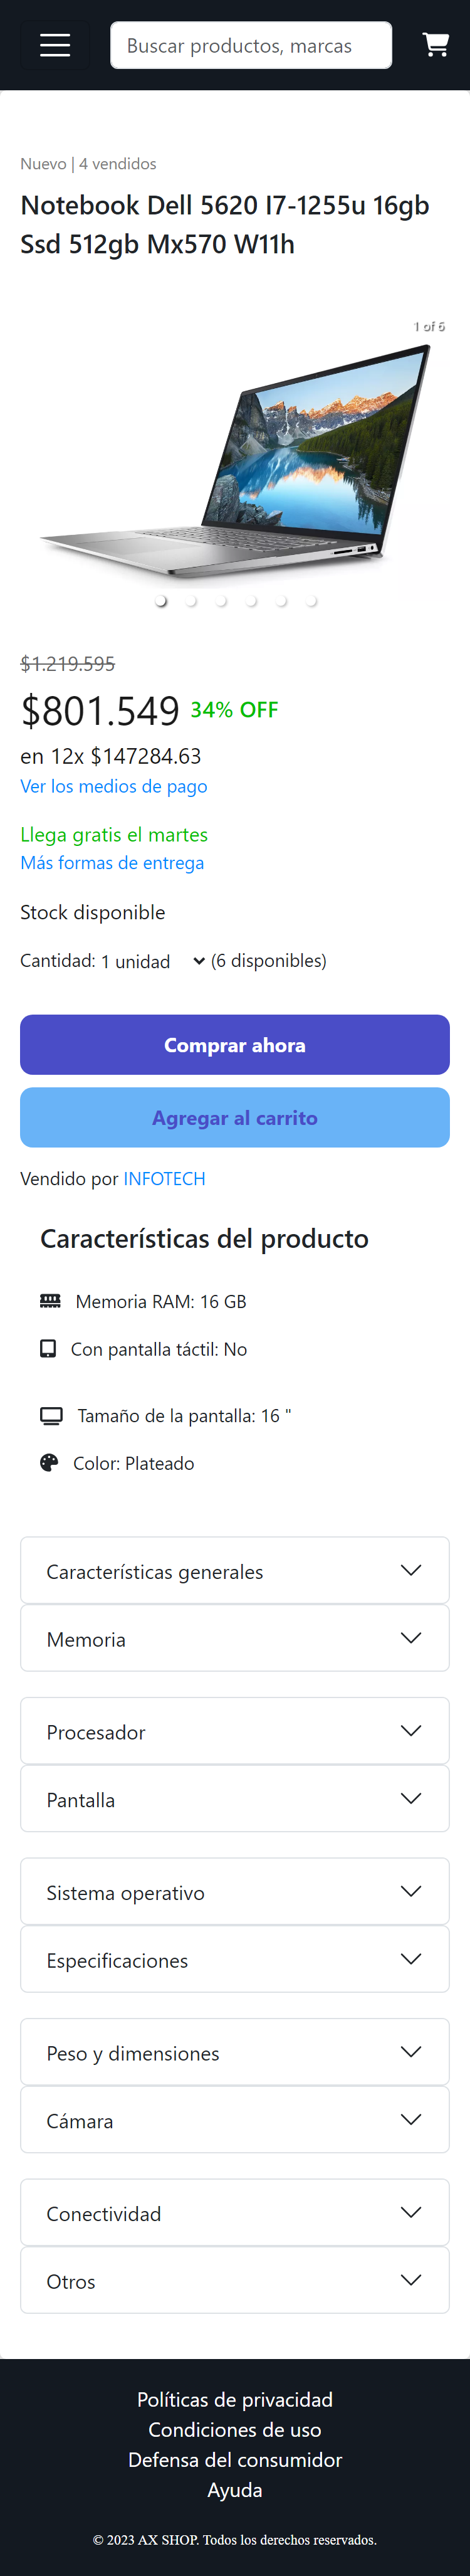 Buscar productos, marcas
Nuevo | 4 vendidos
Notebook Dell 5620 I7-1255u 16gb
Ssd 512gb Mx570 W11h
1 of 6
$1.219.595
$801.549 34% OFF
en 12x $147284.63
Ver los medios de pago
Llega gratis el martes
Más formas de entrega
Stock disponible
Cantidad: 1 unidad (6 disponibles)
Comprar ahora
Agregar al carrito
Vendido por INFOTECH
Características del producto
Memoria RAM: 16 GB
Con pantalla táctil: No
Tamaño de la pantalla: 16 "
Color: Plateado
Características generales
Memoria
Procesador
Pantalla
Sistema operativo
Especificaciones
Peso y dimensiones
Cámara
Conectividad
Otros
Políticas de privacidad
Condiciones de uso
Defensa del consumidor
Ayuda
© 2023 AX SHOP. Todos los derechos reservados.